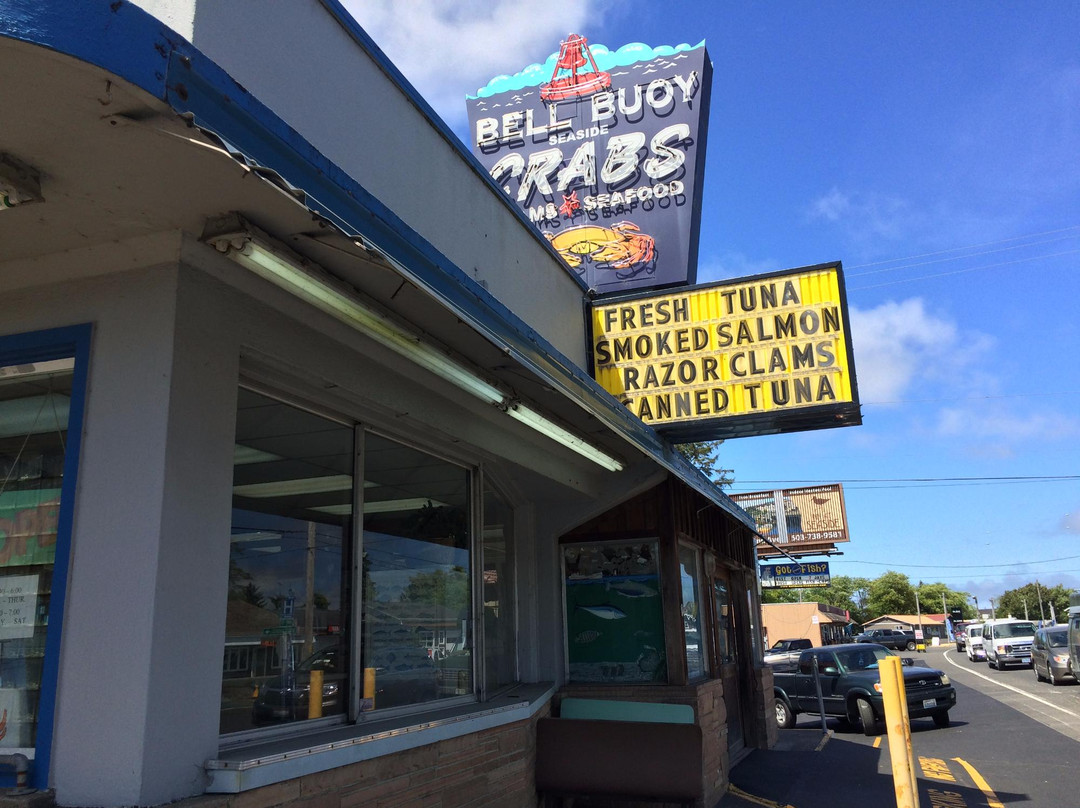 BELL BUOY
SEASIDE
CRABS
SEAFOOD
FRESH TUNA
SMOKED SALMON
RAZOR CLAMS
CANNED TUNA
SEASIDE
503-738-9581
Got Fish?